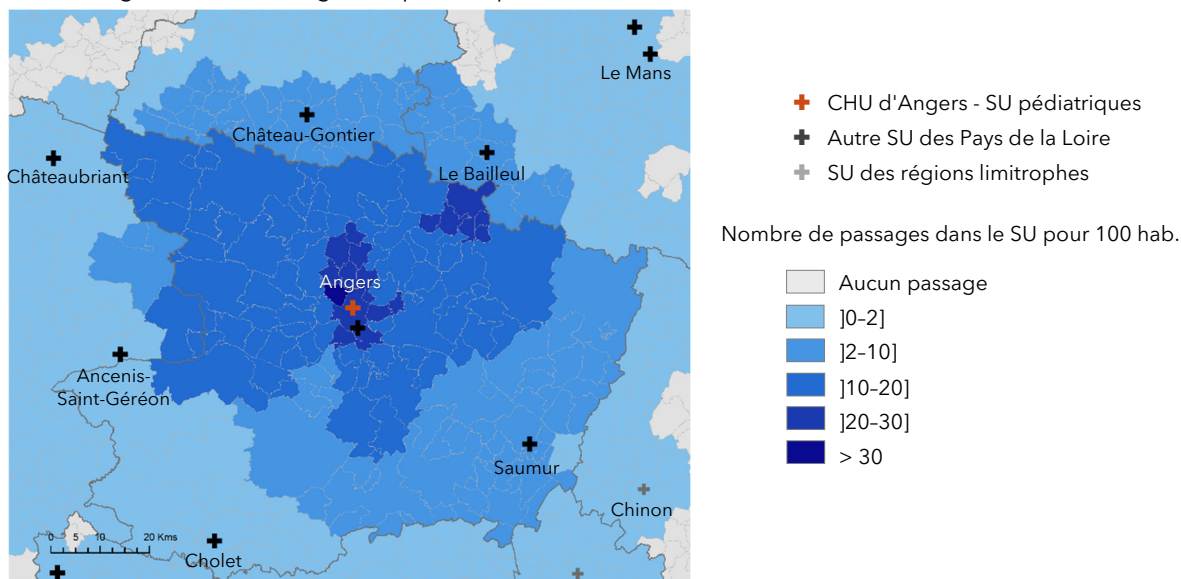 Le Mans
Château-Gontier
Châteaubriant
Le Bailleul
Angers
Ancenis-
Saint-Géréon
Saumur
Chinon
Cholet
0 5 10 20 Kms
CHU d'Angers - SU pédiatriques
Autre SU des Pays de la Loire
SU des régions limitrophes
Nombre de passages dans le SU pour 100 hab.
Aucun passage
]0–2]
]2–10]
]10–20]
]20–30]
> 30